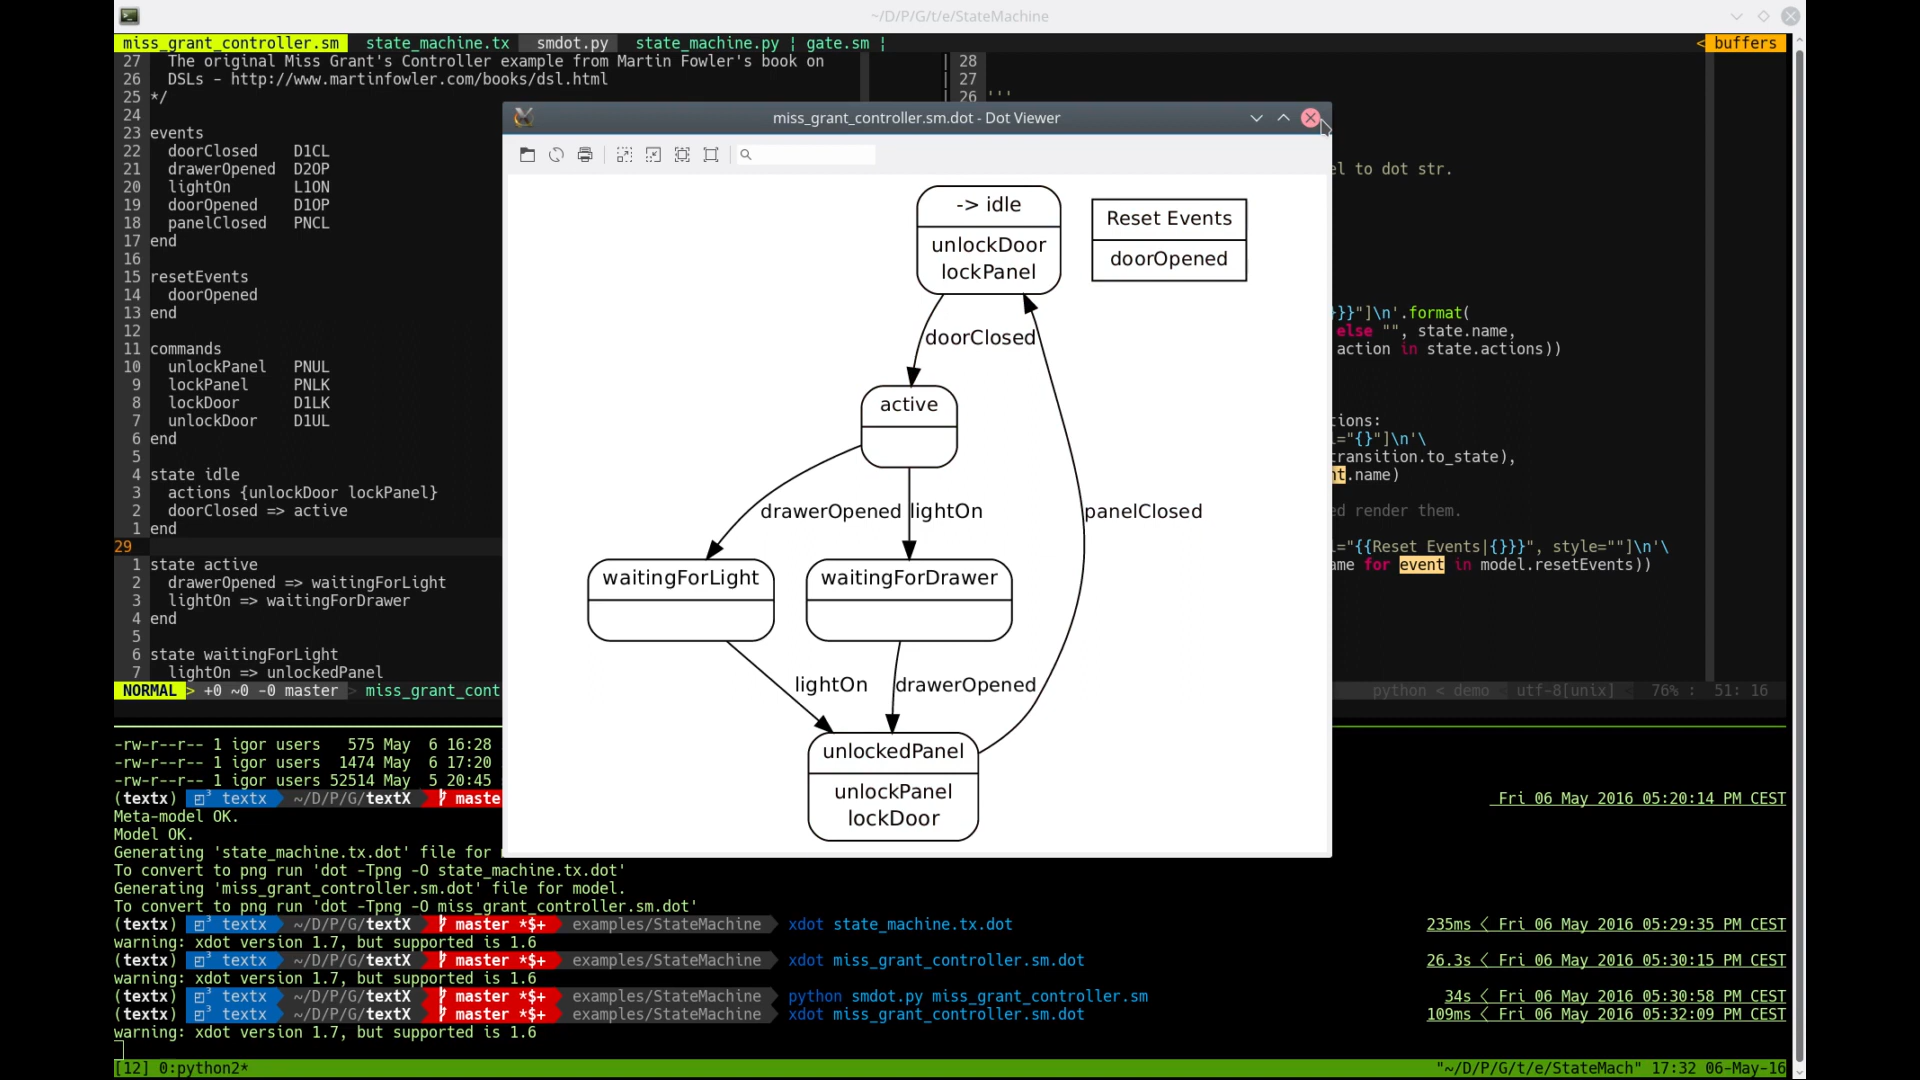 ~/D/P/G/t/e/StateMachine
miss_grant_controller.sm state_machine.tx smdot.py state_machine.py ¦ gate.sm ¦ < buffers
27 The original Miss Grant's Controller example from Martin Fowler's book on
26 DSLs - http://www.martinfowler.com/books/dsl.html
25 */
24
23 events
22 doorClosed D1CL
21 drawerOpened D2OP
20 lightOn L1ON
19 doorOpened D1OP
18 panelClosed PNCL
17 end
16
15 resetEvents
14 doorOpened
13 end
12
11 commands
10 unlockPanel PNUL
9 lockPanel PNLK
8 lockDoor D1LK
7 unlockDoor D1UL
6 end
5
4 state idle
3 actions {unlockDoor lockPanel}
2 doorClosed => active
1 end
29
1 state active
2 drawerOpened => waitingForLight
3 lightOn => waitingForDrawer
4 end
5
6 state waitingForLight
7 lightOn => unlockedPanel
NORMAL > +0 ~0 -0 master > miss_grant_cont
28
27
26 '''
el to dot str.
}}}"]\n'.format(
else "", state.name,
action in state.actions))
tions:
l="{}"]\n'\
transition.to_state),
nt.name)
ed render them.
l="{{Reset Events|{}}}", style=""]\n'\
ame for event in model.resetEvents))
python < demo < utf-8[unix] < 76% : 51: 16
miss_grant_controller.sm.dot - Dot Viewer
-> idle
unlockDoor
lockPanel
Reset Events
doorOpened
doorClosed
active
drawerOpened
lightOn
panelClosed
waitingForLight
waitingForDrawer
lightOn
drawerOpened
unlockedPanel
unlockPanel
lockDoor
-rw-r--r-- 1 igor users 575 May 6 16:28
-rw-r--r-- 1 igor users 1474 May 6 17:20
-rw-r--r-- 1 igor users 52514 May 5 20:45
(textx) textx ~/D/P/G/textX maste Fri 06 May 2016 05:20:14 PM CEST
Meta-model OK.
Model OK.
Generating 'state_machine.tx.dot' file for
To convert to png run 'dot -Tpng -O state_machine.tx.dot'
Generating 'miss_grant_controller.sm.dot' file for model.
To convert to png run 'dot -Tpng -O miss_grant_controller.sm.dot'
(textx) 3 textx ~/D/P/G/textX master *$+ examples/StateMachine xdot state_machine.tx.dot 235ms < Fri 06 May 2016 05:29:35 PM CEST
warning: xdot version 1.7, but supported is 1.6
(textx) 3 textx ~/D/P/G/textX master *$+ examples/StateMachine xdot miss_grant_controller.sm.dot 26.3s < Fri 06 May 2016 05:30:15 PM CEST
warning: xdot version 1.7, but supported is 1.6
(textx) 3 textx ~/D/P/G/textX master *$+ examples/StateMachine python smdot.py miss_grant_controller.sm 34s < Fri 06 May 2016 05:30:58 PM CEST
(textx) 3 textx ~/D/P/G/textX master *$+ examples/StateMachine xdot miss_grant_controller.sm.dot 109ms < Fri 06 May 2016 05:32:09 PM CEST
warning: xdot version 1.7, but supported is 1.6
[12] 0:python2* "~/D/P/G/t/e/StateMach" 17:32 06-May-16